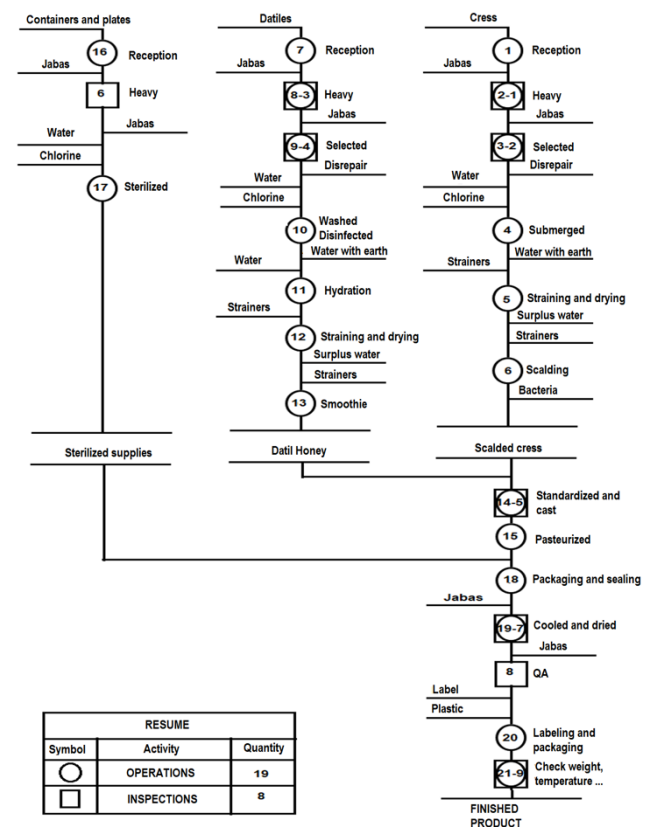 Containers and plates
16
Reception
Jabas
6
Heavy
Jabas
Water
Chlorine
17
Sterilized
Sterilized supplies
Datiles
7
Reception
Jabas
8-3
Heavy
Jabas
9-4
Selected
Disrepair
Water
Chlorine
10
Washed
Disinfected
Water with earth
Water
11
Hydration
Strainers
12
Straining and drying
Surplus water
Strainers
13
Smoothie
Datil Honey
Cress
1
Reception
Jabas
2-1
Heavy
Jabas
3-2
Selected
Disrepair
Water
Chlorine
4
Submerged
Water with earth
Strainers
5
Straining and drying
Surplus water
Strainers
6
Scalding
Bacteria
Scalded cress
14-5
Standardized and
cast
15
Pasteurized
18
Packaging and sealing
Jabas
19-7
Cooled and dried
Jabas
8
QA
Label
Plastic
20
Labeling and
packaging
21-9
Check weight,
temperature ...
FINISHED
PRODUCT
RESUME
Symbol Activity Quantity
OPERATIONS 19
INSPECTIONS 8